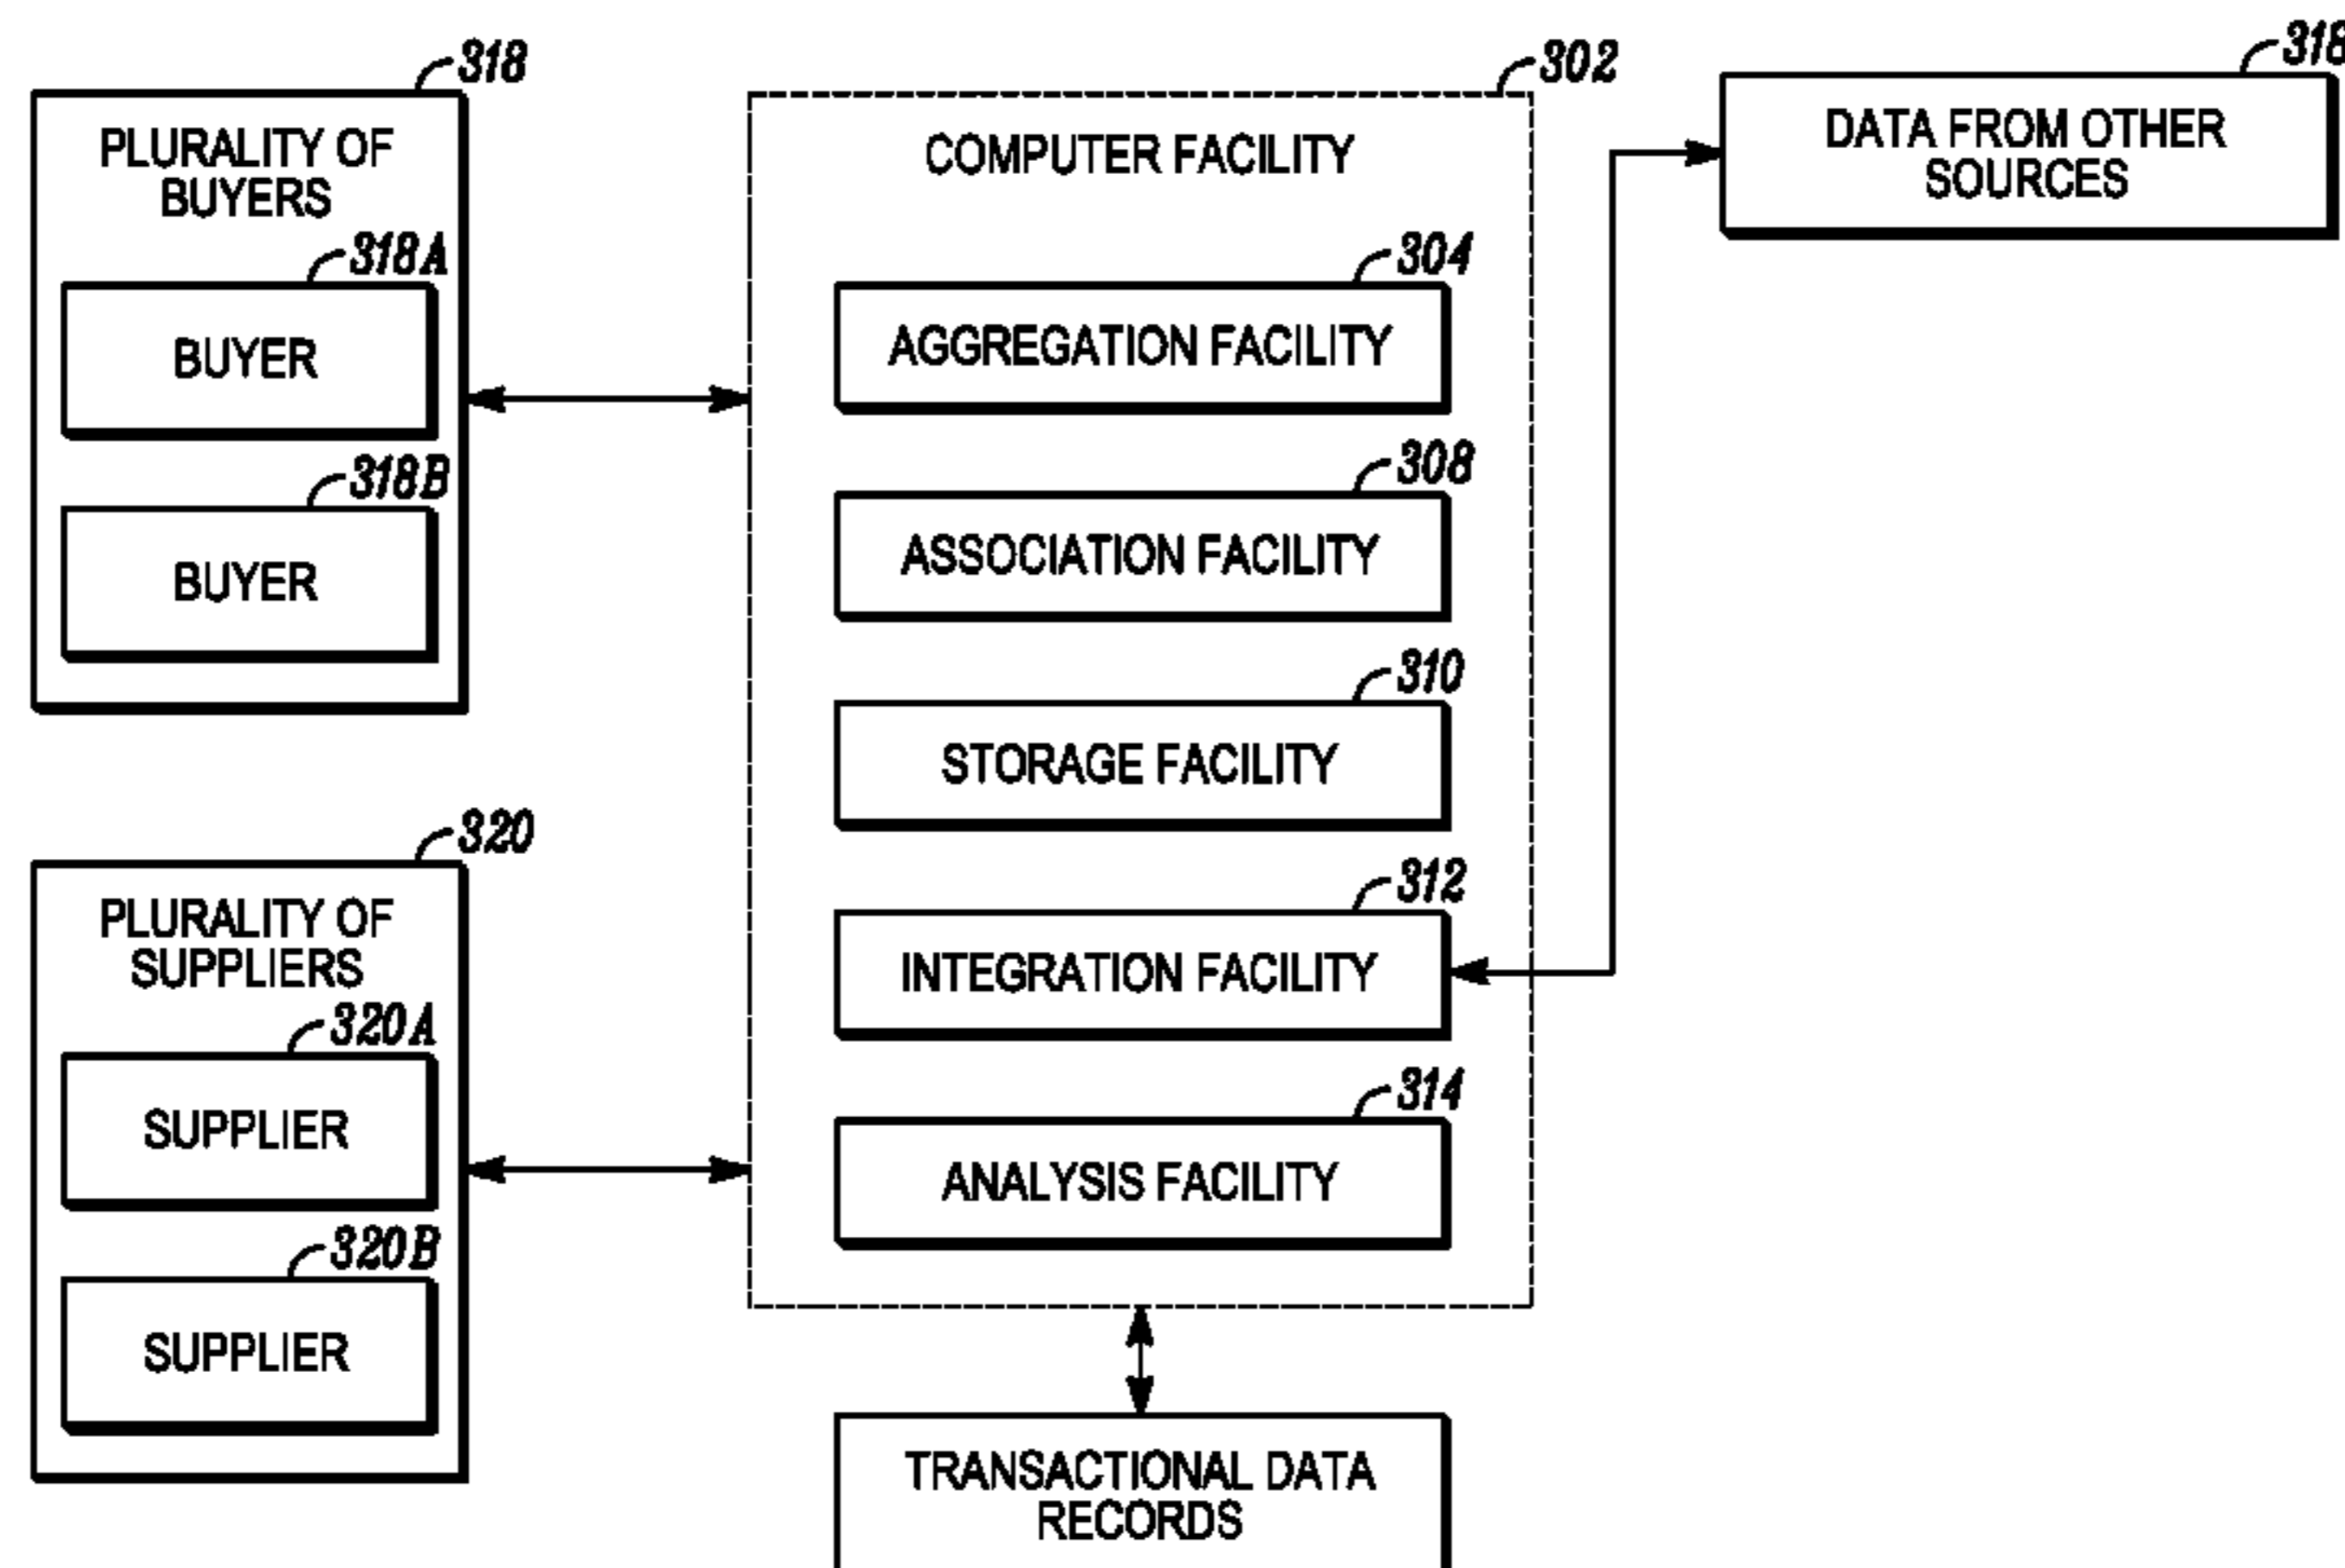 318
PLURALITY OF
BUYERS
318A
BUYER
318B
BUYER
320
PLURALITY OF
SUPPLIERS
320A
SUPPLIER
320B
SUPPLIER
302
COMPUTER FACILITY
304
AGGREGATION FACILITY
308
ASSOCIATION FACILITY
310
STORAGE FACILITY
312
INTEGRATION FACILITY
314
ANALYSIS FACILITY
TRANSACTIONAL DATA
RECORDS
318
DATA FROM OTHER
SOURCES